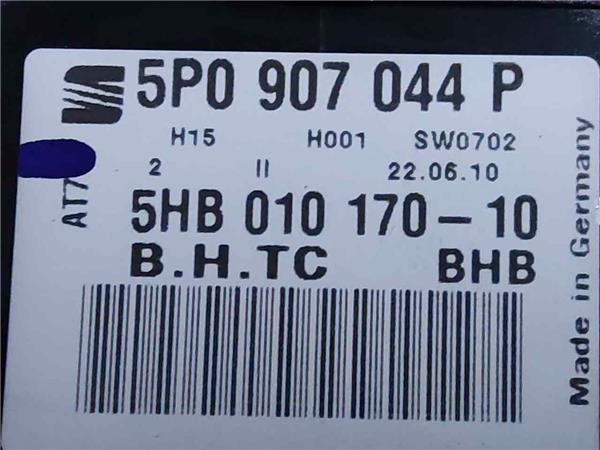 5P0 907 044 P
H15 H001 SW0702
2 II 22.06.10
5HB 010 170-10
B.H.TC BHB
AT7
Made in Germany